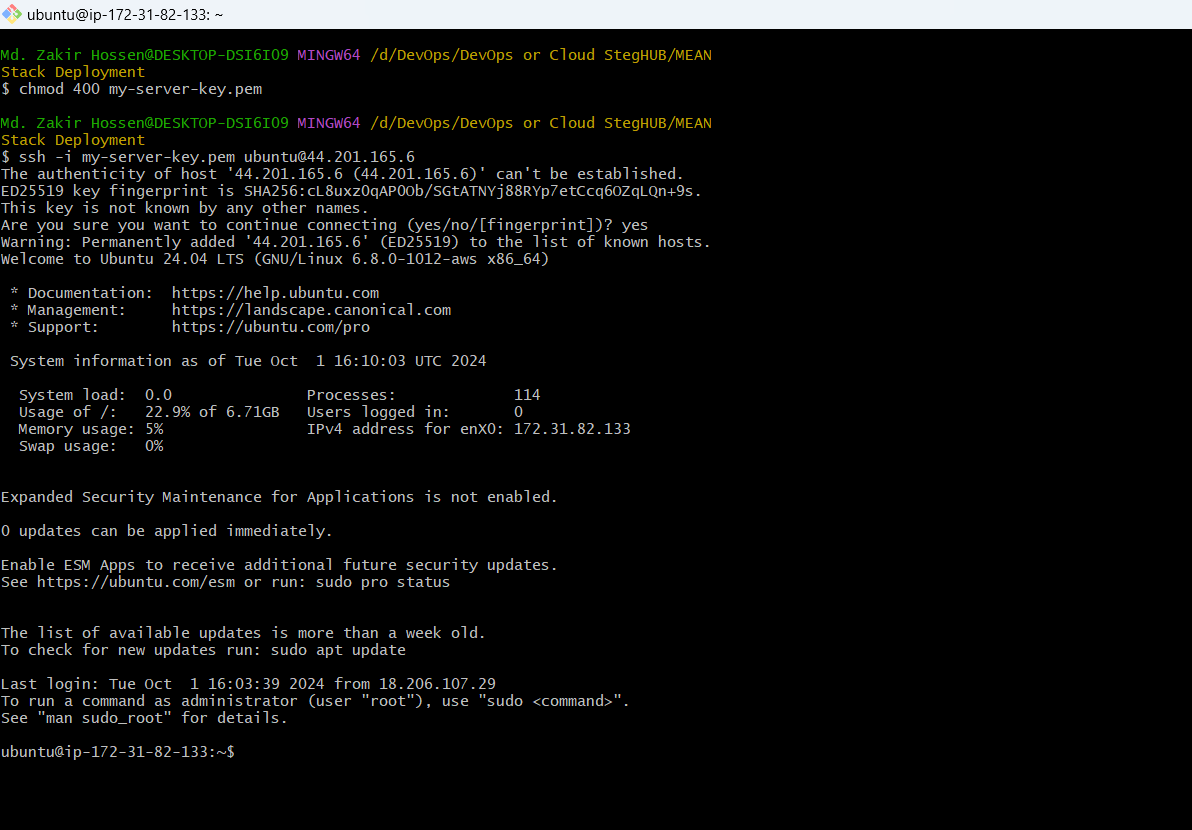 ubuntu@ip-172-31-82-133: ~
Md. Zakir Hossen@DESKTOP-DSI6I09 MINGW64 /d/DevOps/DevOps or Cloud StegHUB/MEAN
Stack Deployment
$ chmod 400 my-server-key.pem
Md. Zakir Hossen@DESKTOP-DSI6I09 MINGW64 /d/DevOps/DevOps or Cloud StegHUB/MEAN
Stack Deployment
$ ssh -i my-server-key.pem ubuntu@44.201.165.6
The authenticity of host '44.201.165.6 (44.201.165.6)' can't be established.
ED25519 key fingerprint is SHA256:cL8uxzOqAPOOb/SGtATNYj88RYp7etCcq6OZqLQn+9s.
This key is not known by any other names.
Are you sure you want to continue connecting (yes/no/[fingerprint])? yes
Warning: Permanently added '44.201.165.6' (ED25519) to the list of known hosts.
Welcome to Ubuntu 24.04 LTS (GNU/Linux 6.8.0-1012-aws x86_64)
* Documentation:  https://help.ubuntu.com
* Management:     https://landscape.canonical.com
* Support:        https://ubuntu.com/pro
System information as of Tue Oct  1 16:10:03 UTC 2024
System load:  0.0               Processes:             114
Usage of /:   22.9% of 6.71GB   Users logged in:       0
Memory usage: 5%                IPv4 address for enX0: 172.31.82.133
Swap usage:   0%
Expanded Security Maintenance for Applications is not enabled.
0 updates can be applied immediately.
Enable ESM Apps to receive additional future security updates.
See https://ubuntu.com/esm or run: sudo pro status
The list of available updates is more than a week old.
To check for new updates run: sudo apt update
Last login: Tue Oct  1 16:03:39 2024 from 18.206.107.29
To run a command as administrator (user "root"), use "sudo <command>".
See "man sudo_root" for details.
ubuntu@ip-172-31-82-133:~$